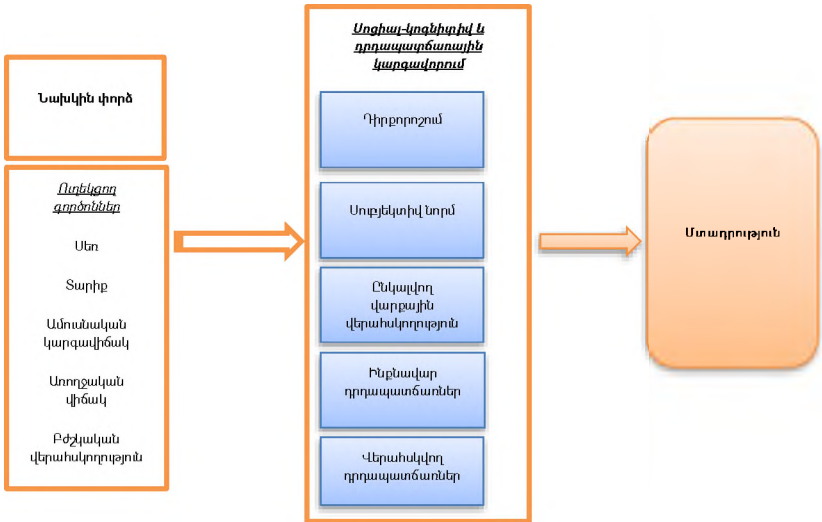 Նախկին փորձ
Ուղեկցող
գործոններ
Սեռ
Տարիք
Ամուսնական
կարգավիճակ
Առողջական
վիճակ
Բժշկական
վերահսկողություն
Սոցիալ-կոգնիտիվ և
դրդապատճառային
կարգավորում
Դիրքորոշում
Սուբյեկտիվ նորմ
Ընկալվող
վարքային
վերահսկողություն
Ինքնավար
դրդապատճառներ
Վերահսկվող
դրդապատճառներ
Մտադրություն